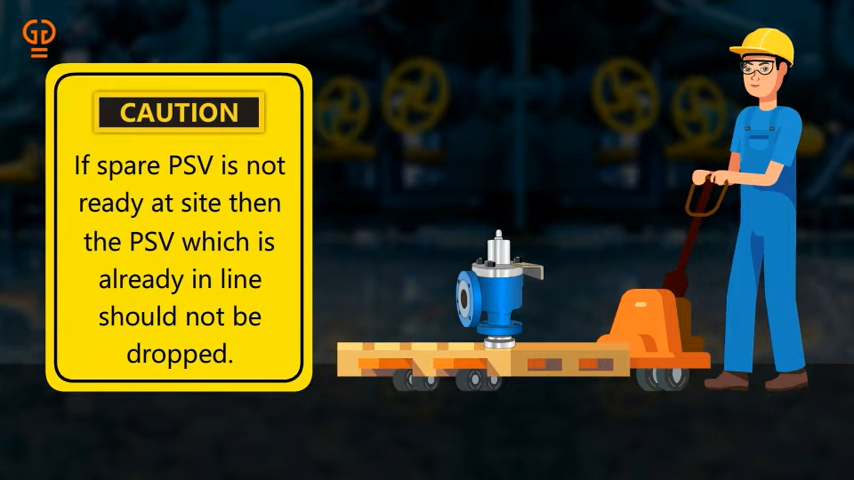 CAUTION
If spare PSV is not
ready at site then
the PSV which is
already in line
should not be
dropped.